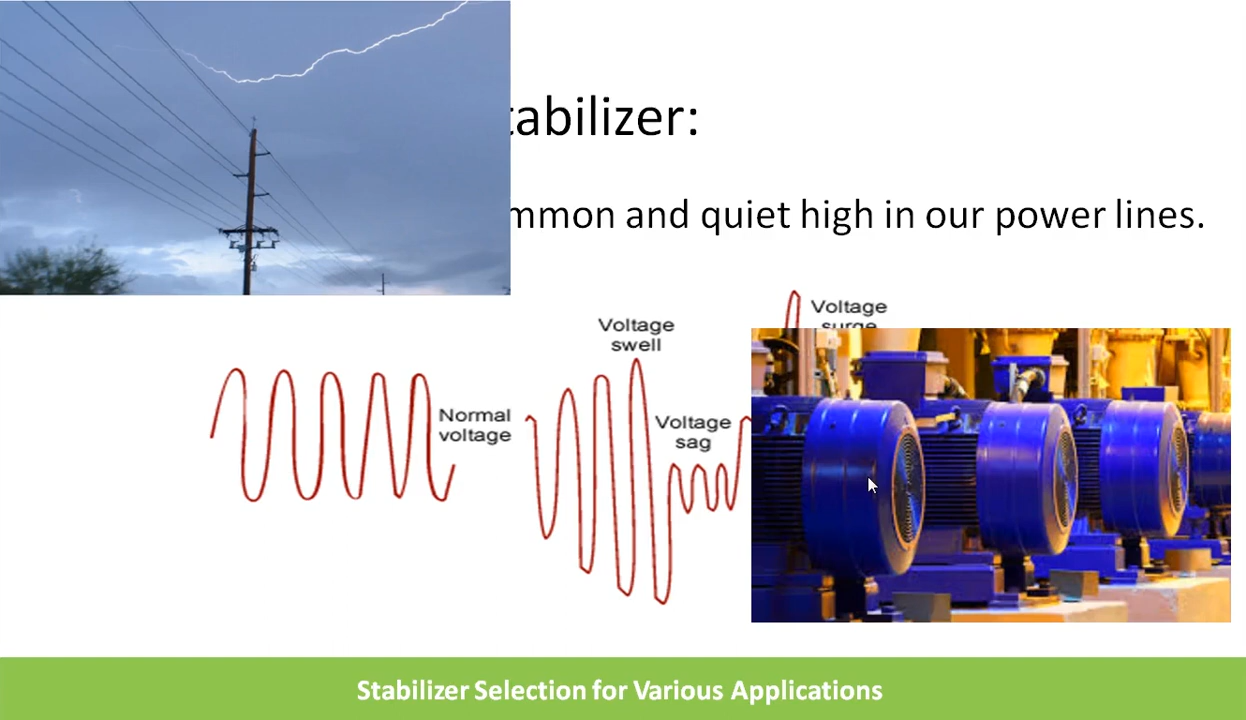 tabilizer:
mmon and quiet high in our power lines.
Voltage
swell
Voltage
surge
Normal
voltage
Voltage
sag
Stabilizer Selection for Various Applications